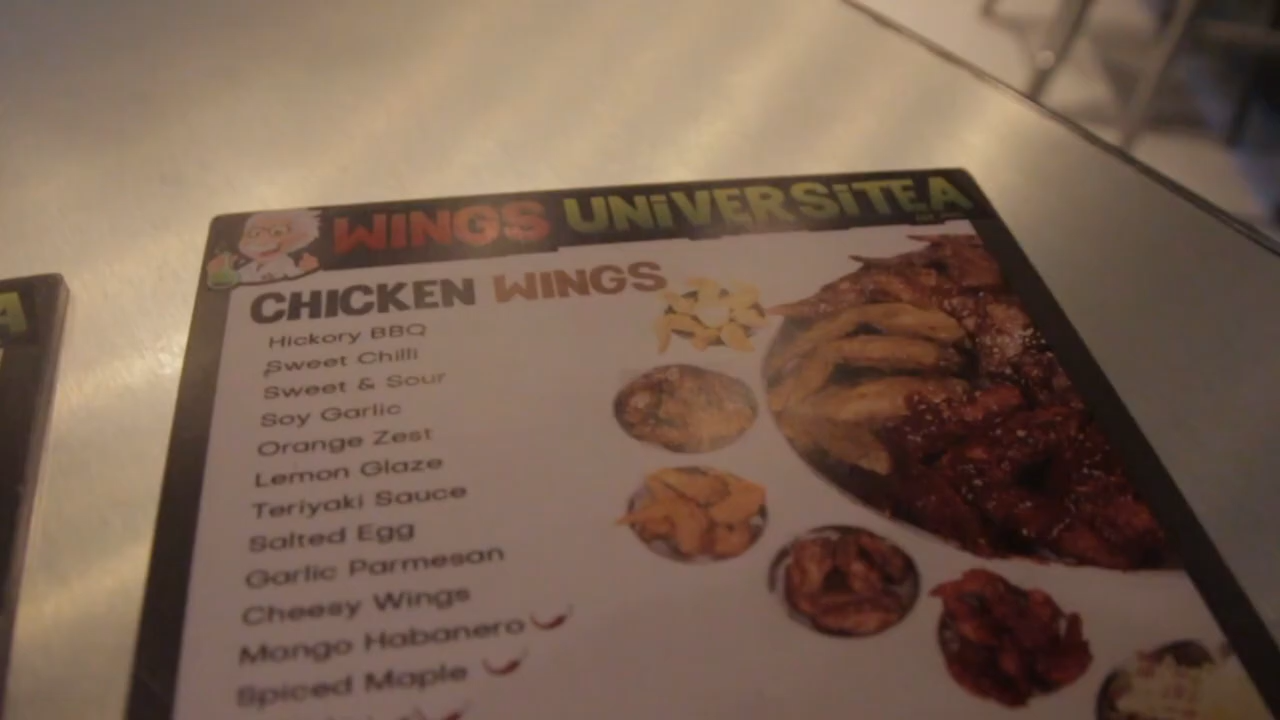 WINGS UNiVERSiTEA
CHICKEN WINGS
Hickory BBQ
Sweet Chilli
Sweet & Sour
Soy Garlic
Orange Zest
Lemon Glaze
Teriyaki Sauce
Salted Egg
Garlic Parmesan
Cheesy Wings
Mango Habanero
Spiced Maple
A